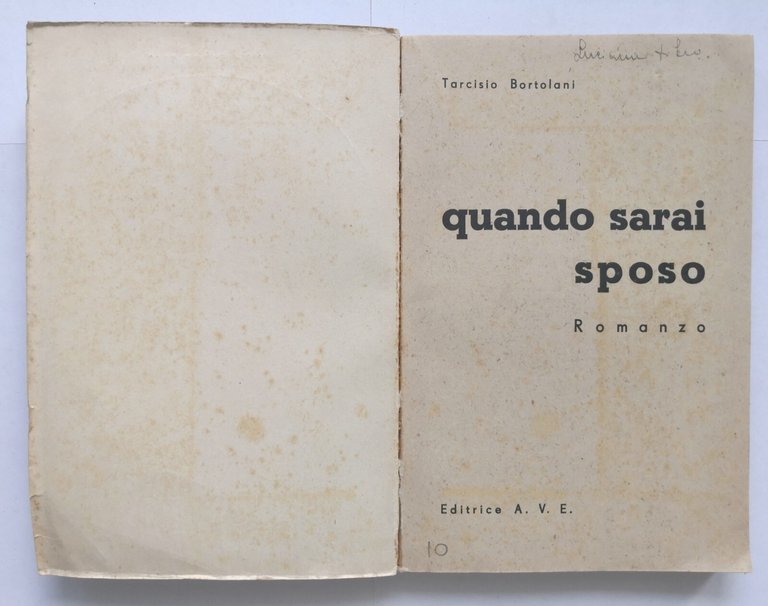 Tarcisio Bortolani
quando sarai
sposo
Romanzo
Editrice A. V. E.
10